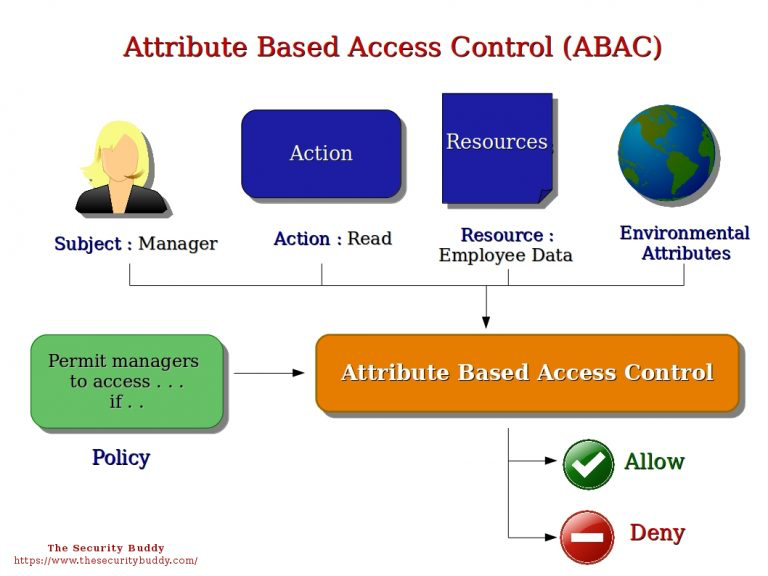 Attribute Based Access Control (ABAC)
Action
Resources
Subject : Manager
Action : Read
Resource :
Employee Data
Environmental
Attributes
Permit managers
to access . . .
if . .
Policy
Attribute Based Access Control
Allow
Deny
The Security Buddy
https://www.thesecuritybuddy.com/